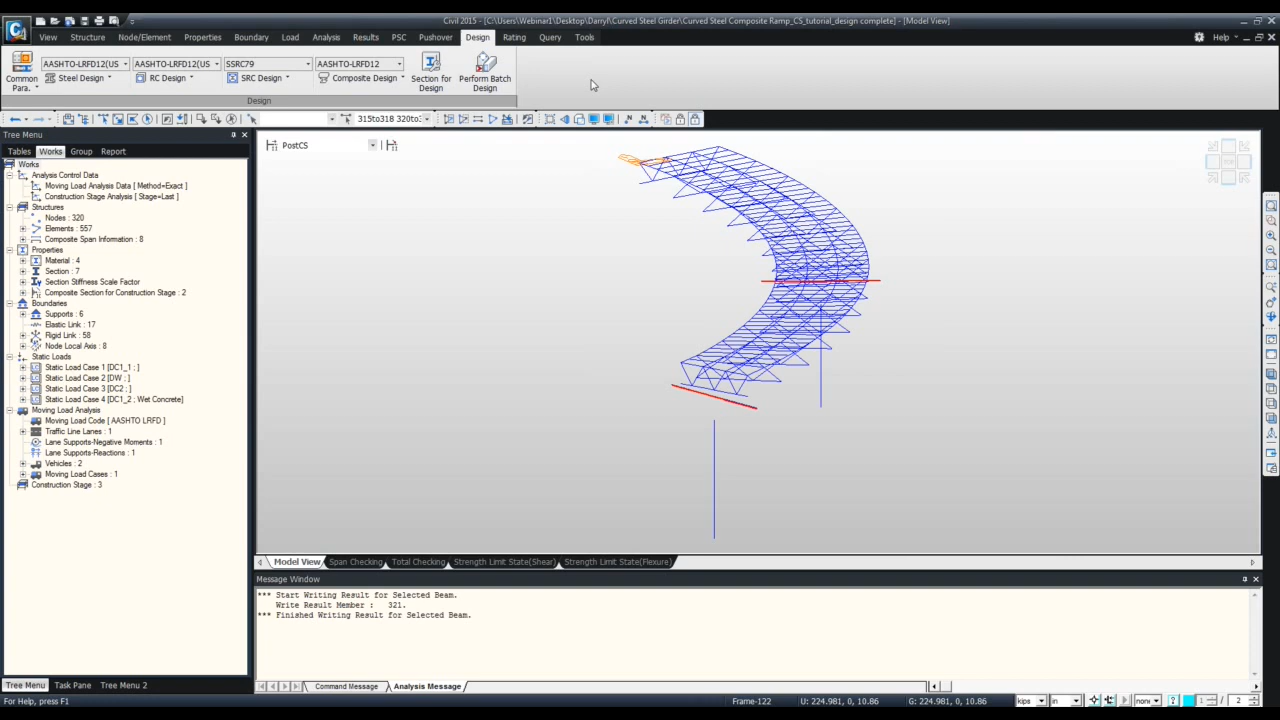 Civil 2015 - [C:\Users\Webinar1\Desktop\Darryl\Curved Steel Girder\Curved Steel Composite Ramp_CS_tutorial_design complete] - [Model View]
View Structure Node/Element Properties Boundary Load Analysis Results PSC Pushover Design Rating Query Tools Help
AASHTO-LRFD12(US AASHTO-LRFD12(US SSRC79 AASHTO-LRFD12
Common Para. Steel Design RC Design SRC Design Composite Design Section for Design Perform Batch Design
Design
315to318 320to:
Tree Menu
Tables Works Group Report
PostCS
Works
Analysis Control Data
Moving Load Analysis Data [ Method=Exact ]
Construction Stage Analysis [ Stage=Last ]
Structures
Nodes : 320
Elements : 557
Composite Span Information : 8
Properties
Material : 4
Section : 7
Section Stiffness Scale Factor
Composite Section for Construction Stage : 2
Boundaries
Supports : 6
Elastic Link : 17
Rigid Link : 58
Node Local Axis : 8
Static Loads
Static Load Case 1 [DC1_1 ; ]
Static Load Case 2 [DW ; ]
Static Load Case 3 [DC2 ; ]
Static Load Case 4 [DC1_2 ; Wet Concrete]
Moving Load Analysis
Moving Load Code [ AASHTO LRFD ]
Traffic Line Lanes : 1
Lane Supports-Negative Moments : 1
Lane Supports-Reactions : 1
Vehicles : 2
Moving Load Cases : 1
Construction Stage : 3
Model View Span Checking Total Checking Strength Limit State(Shear) Strength Limit State(Flexure)
Message Window
*** Start Writing Result for Selected Beam.
Write Result Member : 321.
*** Finished Writing Result for Selected Beam.
Command Message Analysis Message
Tree Menu Task Pane Tree Menu 2
For Help, press F1 Frame-122 U: 224.981, 0, 10.86 G: 224.981, 0, 10.86 kips in non 1 / 2